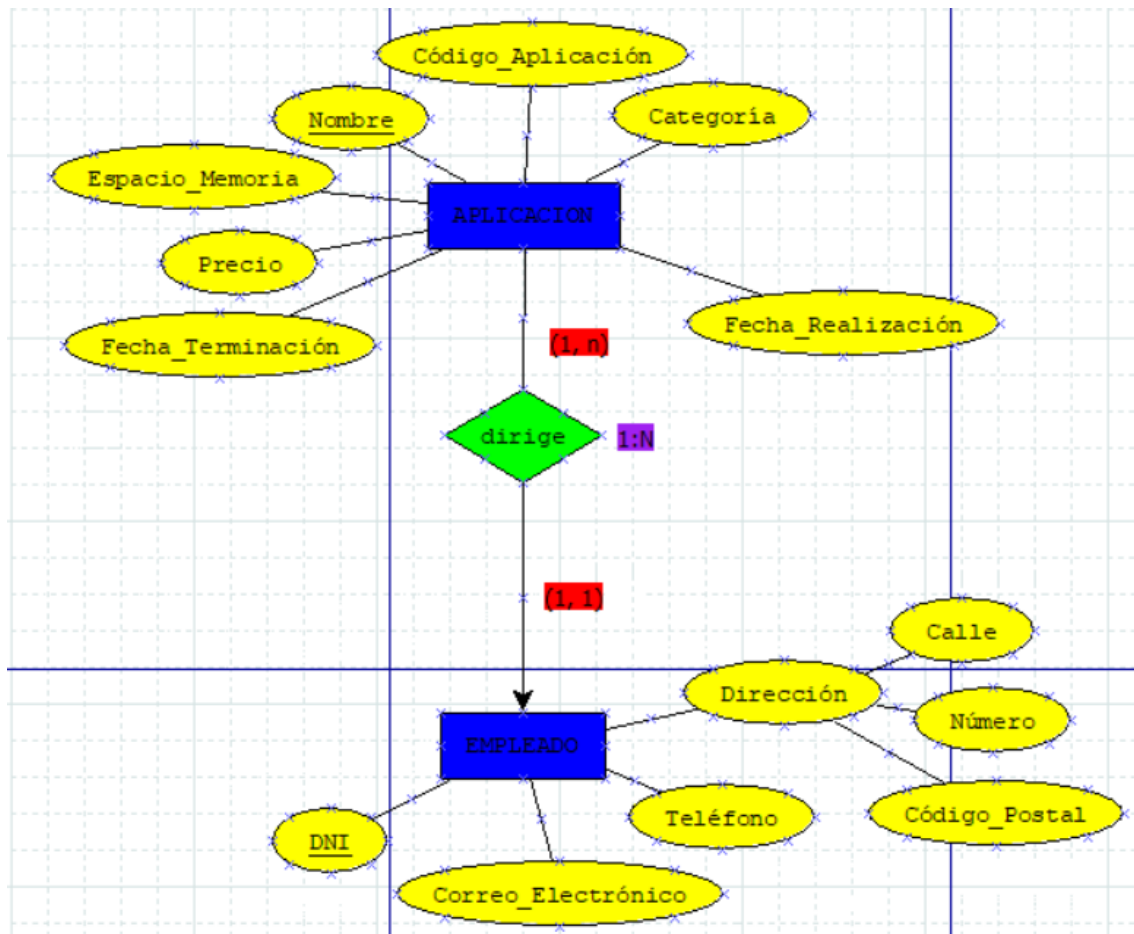 Código_Aplicación
Nombre
Categoría
Espacio_Memoria
APLICACION
Precio
Fecha_Terminación
Fecha_Realización
(1,n)
dirige
1:N
(1,1)
Calle
Dirección
Número
EMPLEADO
Teléfono
Código_Postal
DNI
Correo_Electrónico